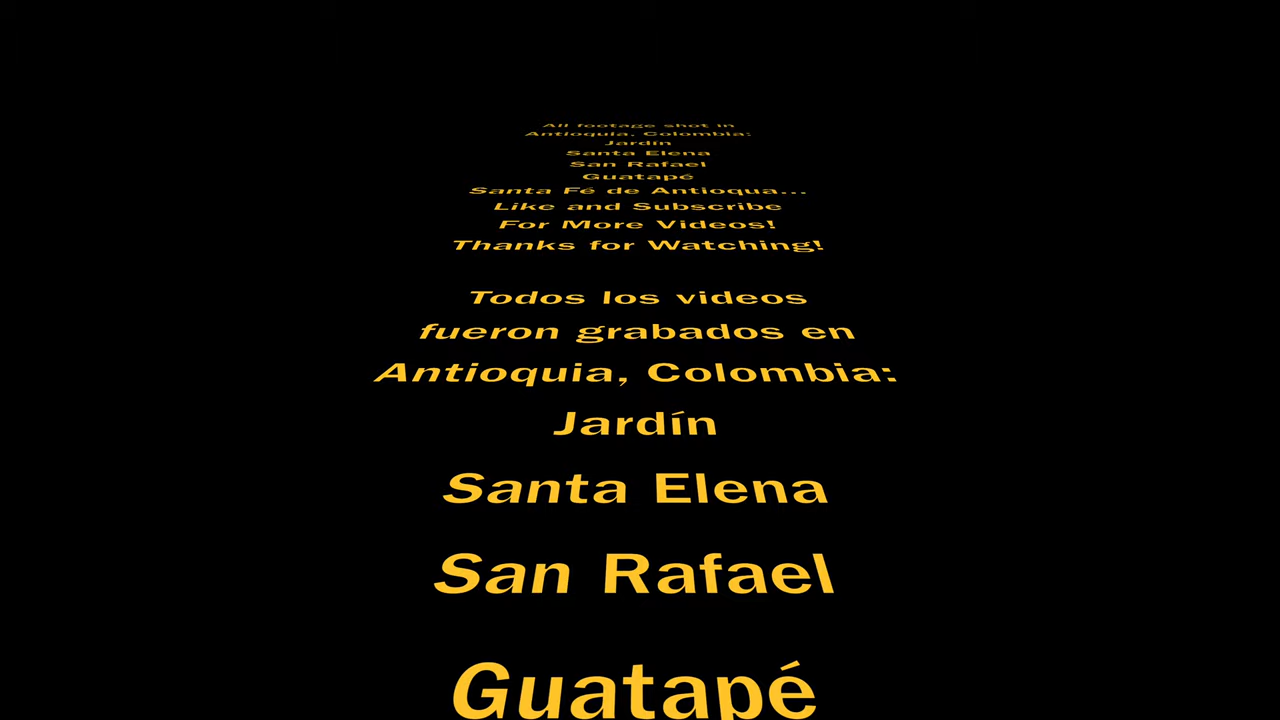 All footage shot in
Antioquia, Colombia:
Jardín
Santa Elena
San Rafael
Guatapé
Santa Fé de Antioqua...
Like and Subscribe
For More Videos!
Thanks for Watching!
Todos los videos
fueron grabados en
Antioquia, Colombia:
Jardín
Santa Elena
San Rafael
Guatapé